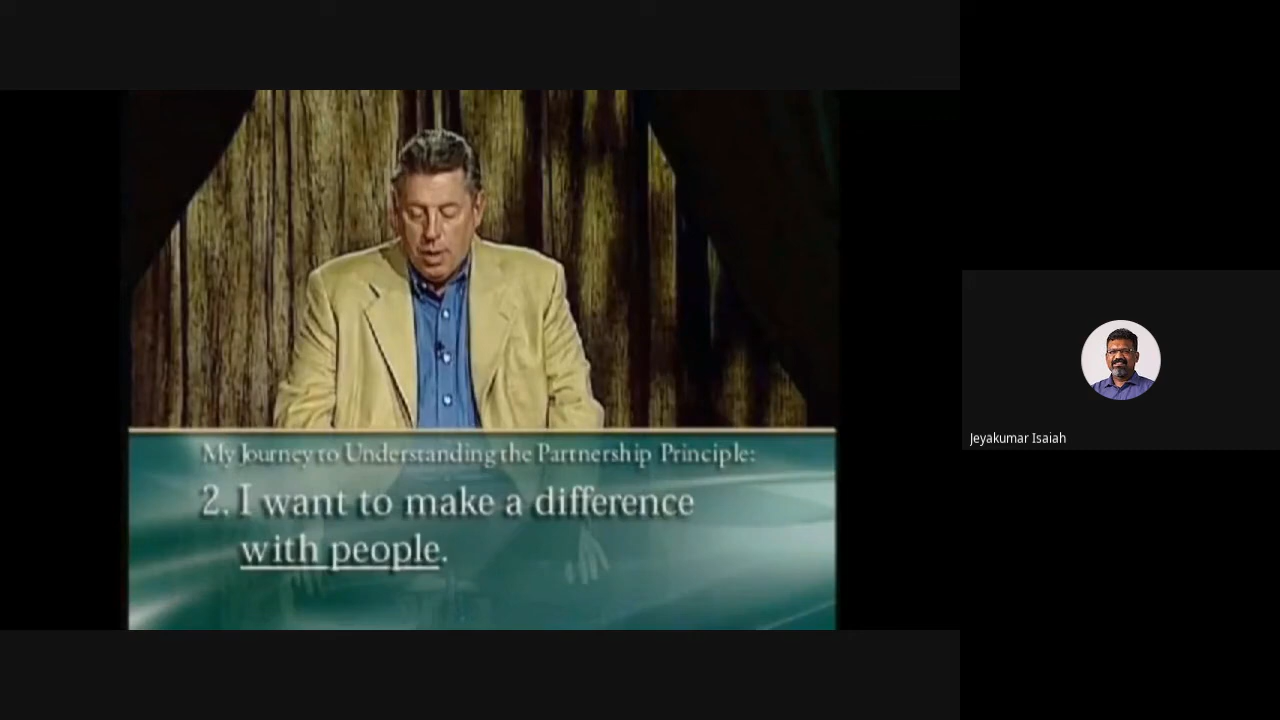 My Journey to Understanding the Partnership Principle:
2. I want to make a difference
with people.
Jeyakumar Isaiah